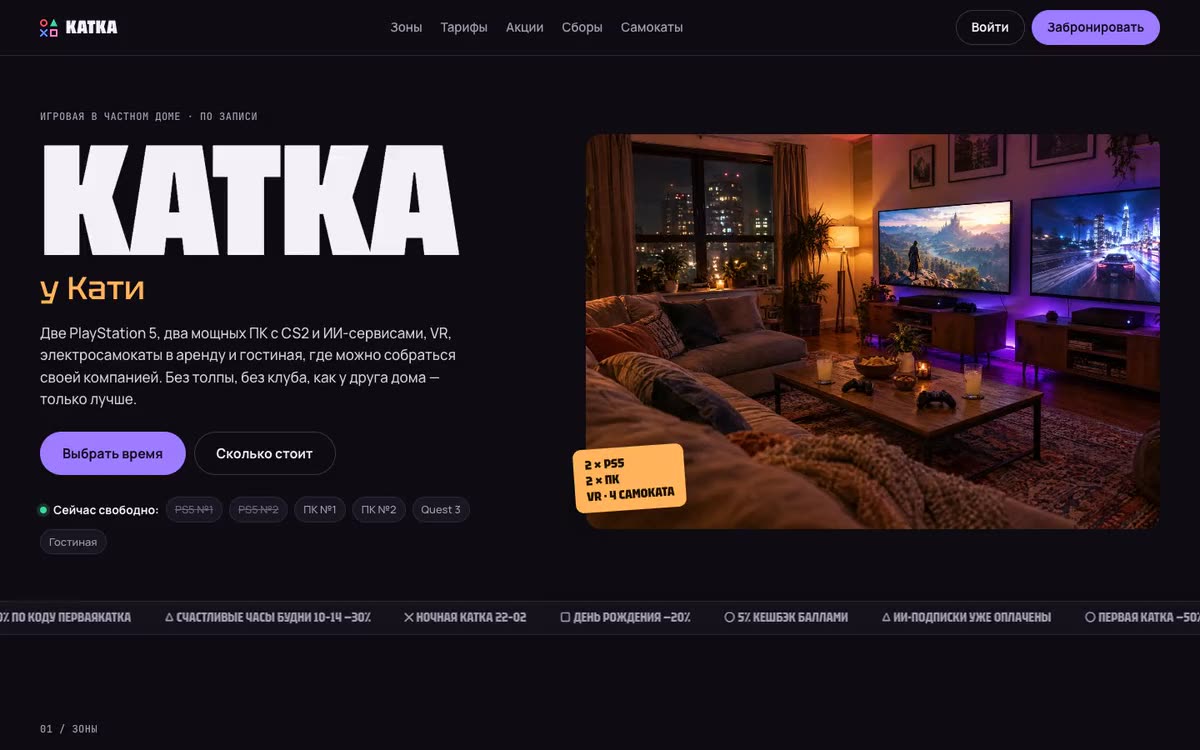 КАТКА
Зоны
Тарифы
Акции
Сборы
Самокаты
Войти
Забронировать
ИГРОВАЯ В ЧАСТНОМ ДОМЕ · ПО ЗАПИСИ
КАТКА
у Кати
Две PlayStation 5, два мощных ПК с CS2 и ИИ-сервисами, VR,
электросамокаты в аренду и гостиная, где можно собраться
своей компанией. Без толпы, без клуба, как у друга дома —
только лучше.
Выбрать время
Сколько стоит
2 × PS5
2 × ПК
VR · 4 САМОКАТА
Сейчас свободно:
PS5 №1
PS5 №2
ПК №1
ПК №2
Quest 3
Гостиная
% ПО КОДУ ПЕРВАЯКАТКА
СЧАСТЛИВЫЕ ЧАСЫ БУДНИ 10-14 −30%
НОЧНАЯ КАТКА 22-02
ДЕНЬ РОЖДЕНИЯ −20%
5% КЕШБЭК БАЛЛАМИ
ИИ-ПОДПИСКИ УЖЕ ОПЛАЧЕНЫ
ПЕРВАЯ КАТКА −50%
01 / ЗОНЫ